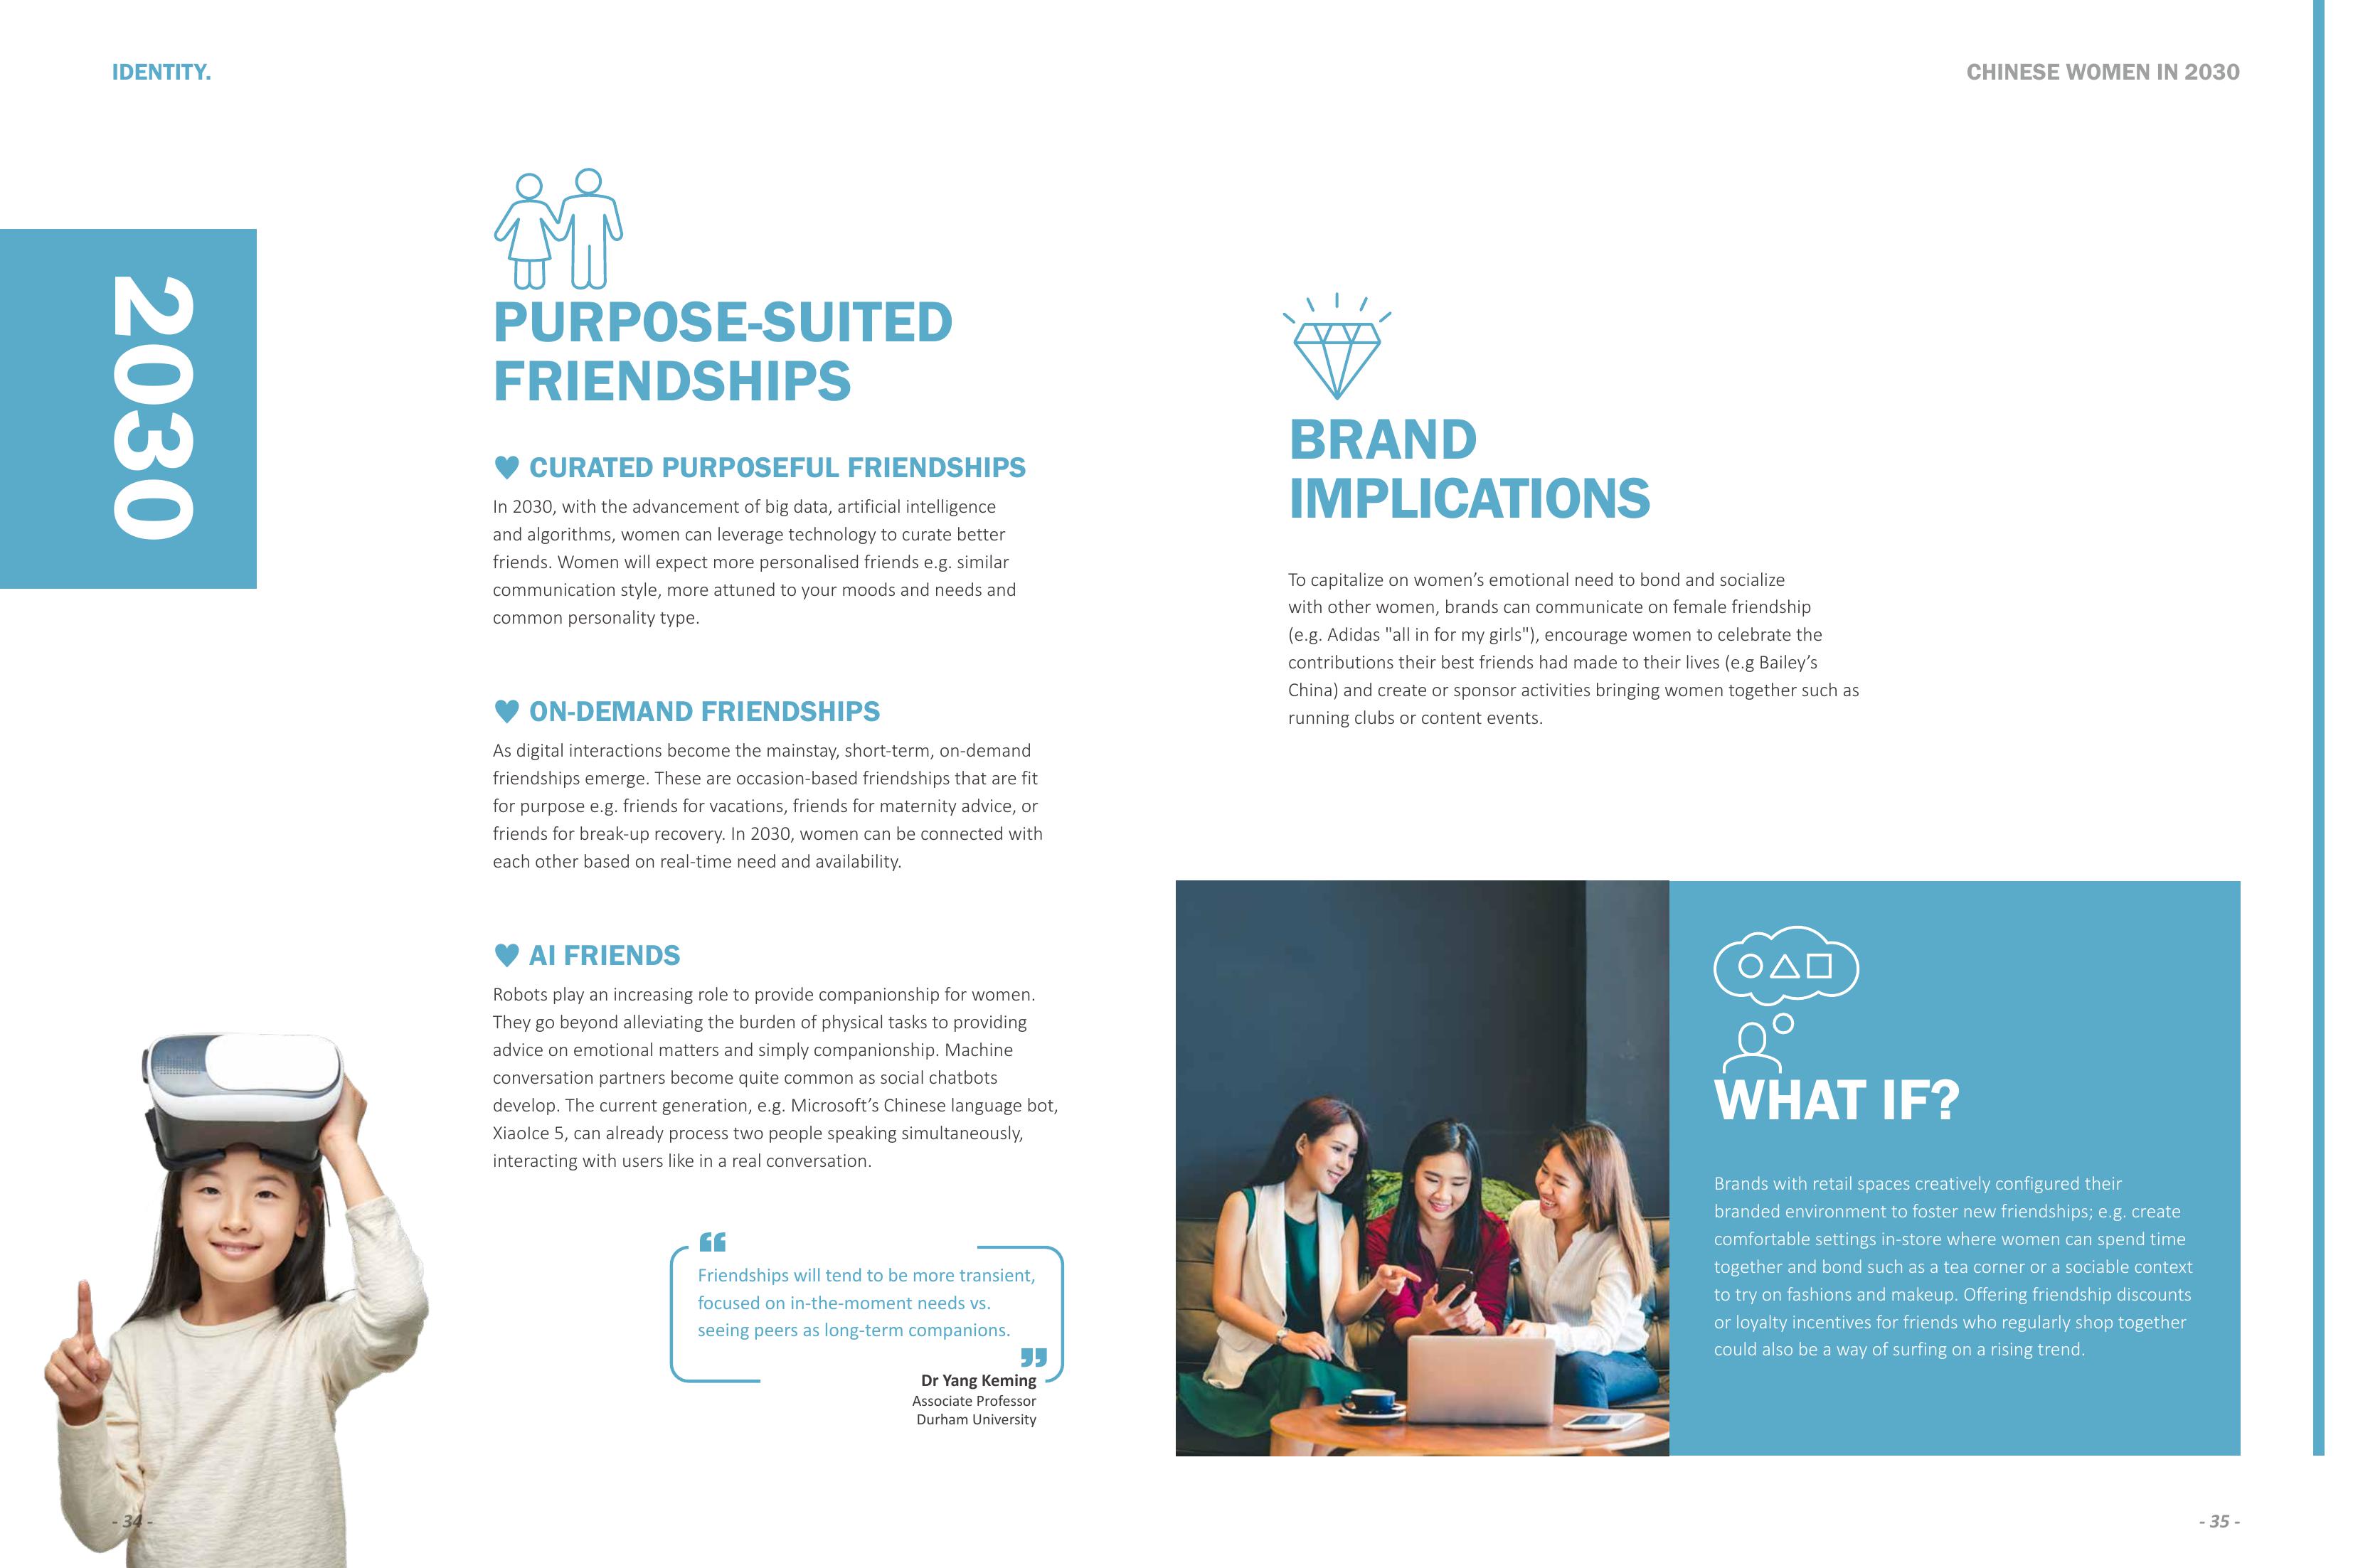 IDENTITY.
CHINESE WOMEN IN 2030
2030
PURPOSE-SUITED
FRIENDSHIPS
CURATED PURPOSEFUL FRIENDSHIPS
In 2030, with the advancement of big data, artificial intelligence
and algorithms, women can leverage technology to curate better
friends. Women will expect more personalised friends e.g. similar
communication style, more attuned to your moods and needs and
common personality type.
ON-DEMAND FRIENDSHIPS
As digital interactions become the mainstay, short-term, on-demand
friendships emerge. These are occasion-based friendships that are fit
for purpose e.g. friends for vacations, friends for maternity advice, or
friends for break-up recovery. In 2030, women can be connected with
each other based on real-time need and availability.
AI FRIENDS
Robots play an increasing role to provide companionship for women.
They go beyond alleviating the burden of physical tasks to providing
advice on emotional matters and simply companionship. Machine
conversation partners become quite common as social chatbots
develop. The current generation, e.g. Microsoft’s Chinese language bot,
XiaoIce 5, can already process two people speaking simultaneously,
interacting with users like in a real conversation.
“
Friendships will tend to be more transient,
focused on in-the-moment needs vs.
seeing peers as long-term companions.
”
Dr Yang Keming
Associate Professor
Durham University
- 34 -
BRAND
IMPLICATIONS
To capitalize on women’s emotional need to bond and socialize
with other women, brands can communicate on female friendship
(e.g. Adidas "all in for my girls"), encourage women to celebrate the
contributions their best friends had made to their lives (e.g Bailey’s
China) and create or sponsor activities bringing women together such as
running clubs or content events.
WHAT IF?
Brands with retail spaces creatively configured their
branded environment to foster new friendships; e.g. create
comfortable settings in-store where women can spend time
together and bond such as a tea corner or a sociable context
to try on fashions and makeup. Offering friendship discounts
or loyalty incentives for friends who regularly shop together
could also be a way of surfing on a rising trend.
- 35 -